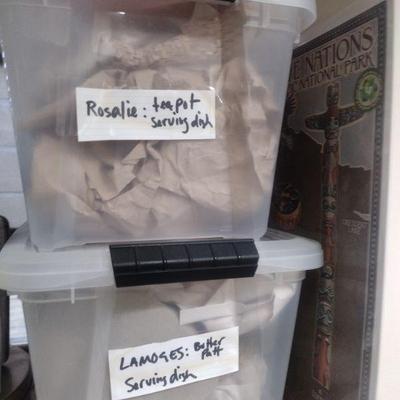 Rosalie: teapot
serving dish
E NATIONS
NATIONAL PARK
LAMOGES: Butter
Patt
Serving dish